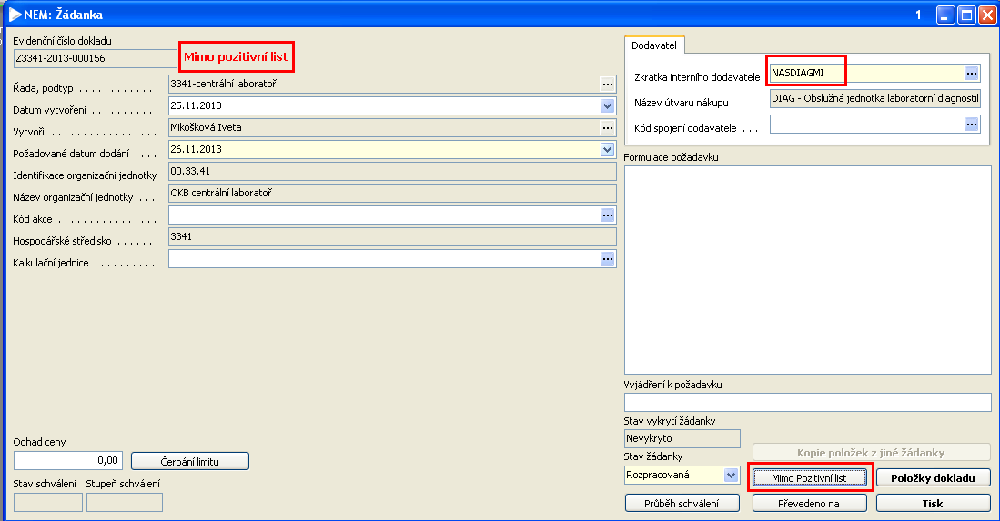 NEM: Žádanka 1
Evidenční číslo dokladu
Z3341-2013-000156
Mimo pozitivní list
Řada, podtyp . . . . . . . . . . . . 3341-centrální laboratoř ...
Datum vytvoření . . . . . . . . . . 25.11.2013
Vytvořil . . . . . . . . . . . . . . . . . Mikošková Iveta ...
Požadované datum dodání . . . . 26.11.2013
Identifikace organizační jednotky 00.33.41
Název organizační jednotky . . . OKB centrální laboratoř
Kód akce . . . . . . . . . . . . . . . . ...
Hospodářské středisko . . . . . . . 3341
Kalkulační jednice . . . . . . . . . . ...
Odhad ceny
0,00 Čerpání limitu
Stav schválení Stupeň schválení
Dodavatel
Zkratka interního dodavatele NASDIAGMI ...
Název útvaru nákupu DIAG - Obslužná jednotka laboratorní diagnostil
Kód spojení dodavatele . . . ...
Formulace požadavku
Vyjádření k požadavku
Stav vykrytí žádanky
Nevykryto Kopie položek z jiné žádanky
Stav žádanky
Rozpracovaná Mimo Pozitivní list Položky dokladu
Průběh schválení Převedeno na Tisk